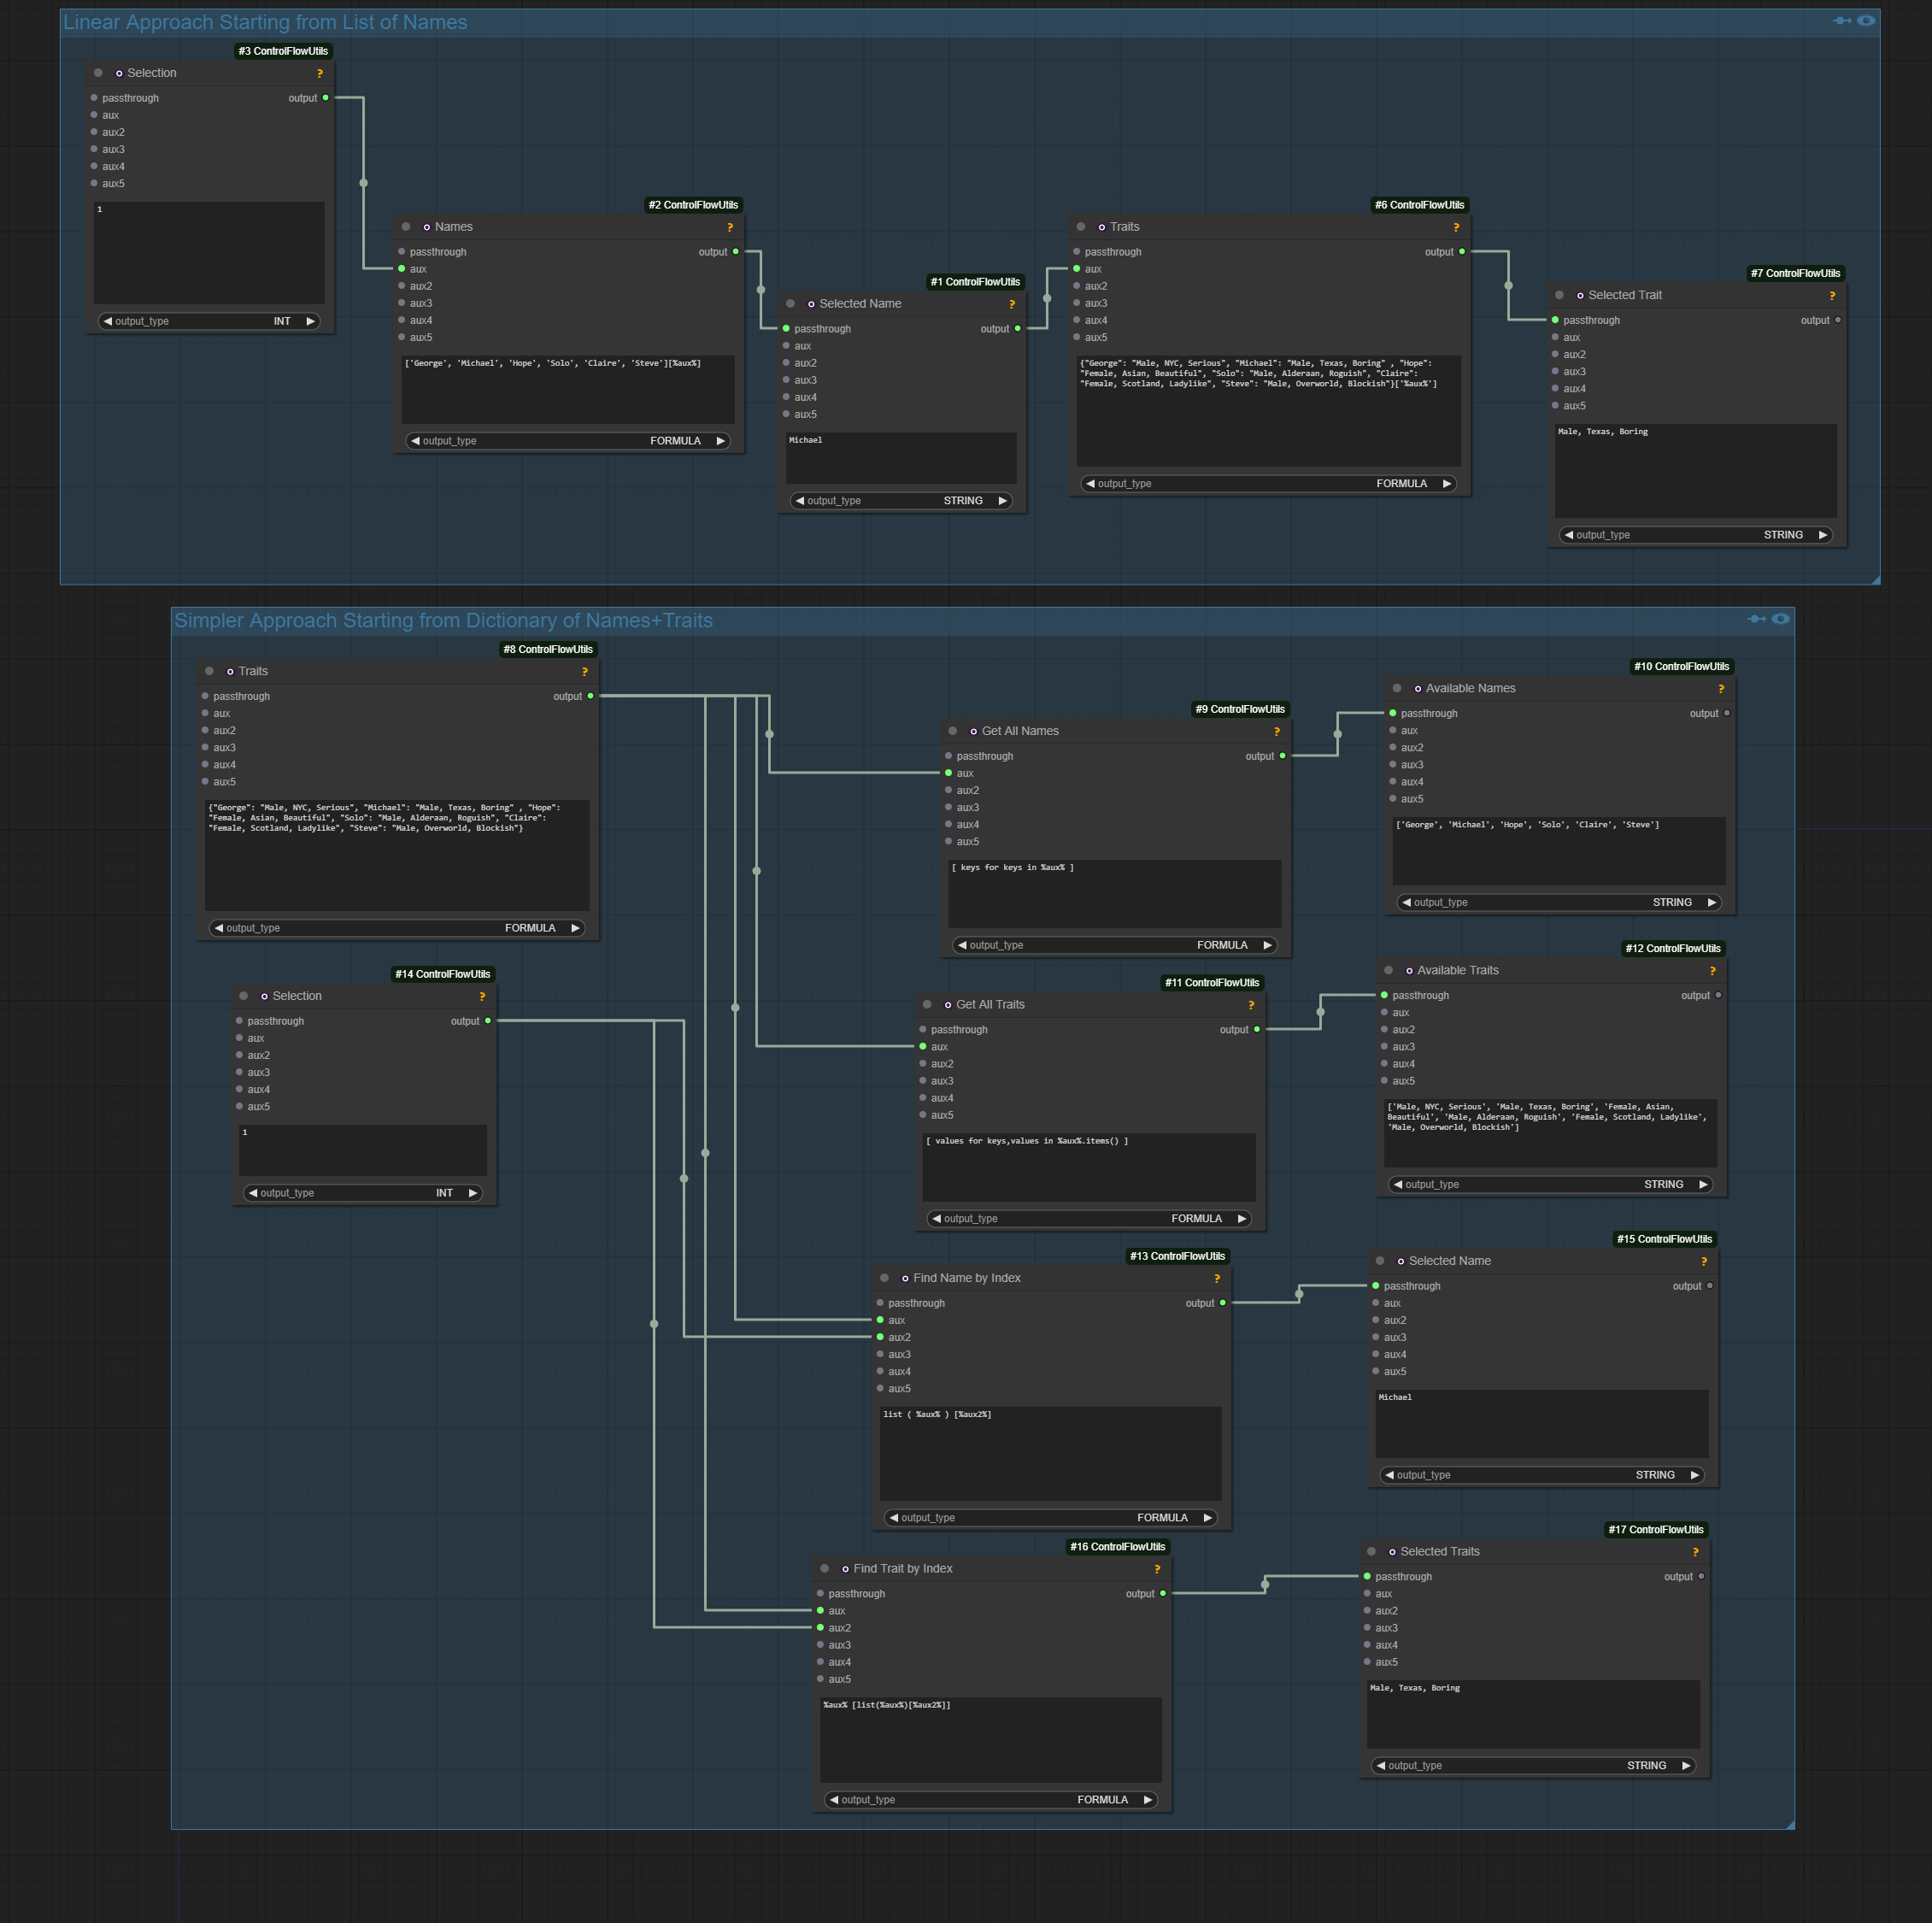 Linear Approach Starting from List of Names
#3 ControlFlowUtils
Selection
?
passthrough
output
aux
aux2
aux3
aux4
aux5
1
output_type
INT
#2 ControlFlowUtils
Names
?
passthrough
output
aux
aux2
aux3
aux4
aux5
['George', 'Michael', 'Hope', 'Solo', 'Claire', 'Steve'][%aux%]
output_type
FORMULA
#1 ControlFlowUtils
Selected Name
?
passthrough
output
aux
aux2
aux3
aux4
aux5
Michael
output_type
STRING
#6 ControlFlowUtils
Traits
?
passthrough
output
aux
aux2
aux3
aux4
aux5
{"George": "Male, NYC, Serious", "Michael": "Male, Texas, Boring" , "Hope":
"Female, Asian, Beautiful", "Solo": "Male, Alderaan, Roguish", "Claire":
"Female, Scotland, Ladylike", "Steve": "Male, Overworld, Blockish"}['%aux%']
output_type
FORMULA
#7 ControlFlowUtils
Selected Trait
?
passthrough
output
aux
aux2
aux3
aux4
aux5
Male, Texas, Boring
output_type
STRING
Simpler Approach Starting from Dictionary of Names+Traits
#8 ControlFlowUtils
Traits
?
passthrough
output
aux
aux2
aux3
aux4
aux5
{"George": "Male, NYC, Serious", "Michael": "Male, Texas, Boring" , "Hope":
"Female, Asian, Beautiful", "Solo": "Male, Alderaan, Roguish", "Claire":
"Female, Scotland, Ladylike", "Steve": "Male, Overworld, Blockish"}
output_type
FORMULA
#9 ControlFlowUtils
Get All Names
?
passthrough
output
aux
aux2
aux3
aux4
aux5
[ keys for keys in %aux% ]
output_type
FORMULA
#10 ControlFlowUtils
Available Names
?
passthrough
output
aux
aux2
aux3
aux4
aux5
['George', 'Michael', 'Hope', 'Solo', 'Claire', 'Steve']
output_type
STRING
#14 ControlFlowUtils
Selection
?
passthrough
output
aux
aux2
aux3
aux4
aux5
1
output_type
INT
#11 ControlFlowUtils
Get All Traits
?
passthrough
output
aux
aux2
aux3
aux4
aux5
[ values for keys,values in %aux%.items() ]
output_type
FORMULA
#12 ControlFlowUtils
Available Traits
?
passthrough
output
aux
aux2
aux3
aux4
aux5
['Male, NYC, Serious', 'Male, Texas, Boring', 'Female, Asian,
Beautiful', 'Male, Alderaan, Roguish', 'Female, Scotland, Ladylike',
'Male, Overworld, Blockish']
output_type
STRING
#13 ControlFlowUtils
Find Name by Index
?
passthrough
output
aux
aux2
aux3
aux4
aux5
list ( %aux% ) [%aux2%]
output_type
FORMULA
#15 ControlFlowUtils
Selected Name
?
passthrough
output
aux
aux2
aux3
aux4
aux5
Michael
output_type
STRING
#16 ControlFlowUtils
Find Trait by Index
?
passthrough
output
aux
aux2
aux3
aux4
aux5
%aux% [list(%aux%)[%aux2%]]
output_type
FORMULA
#17 ControlFlowUtils
Selected Traits
?
passthrough
output
aux
aux2
aux3
aux4
aux5
Male, Texas, Boring
output_type
STRING